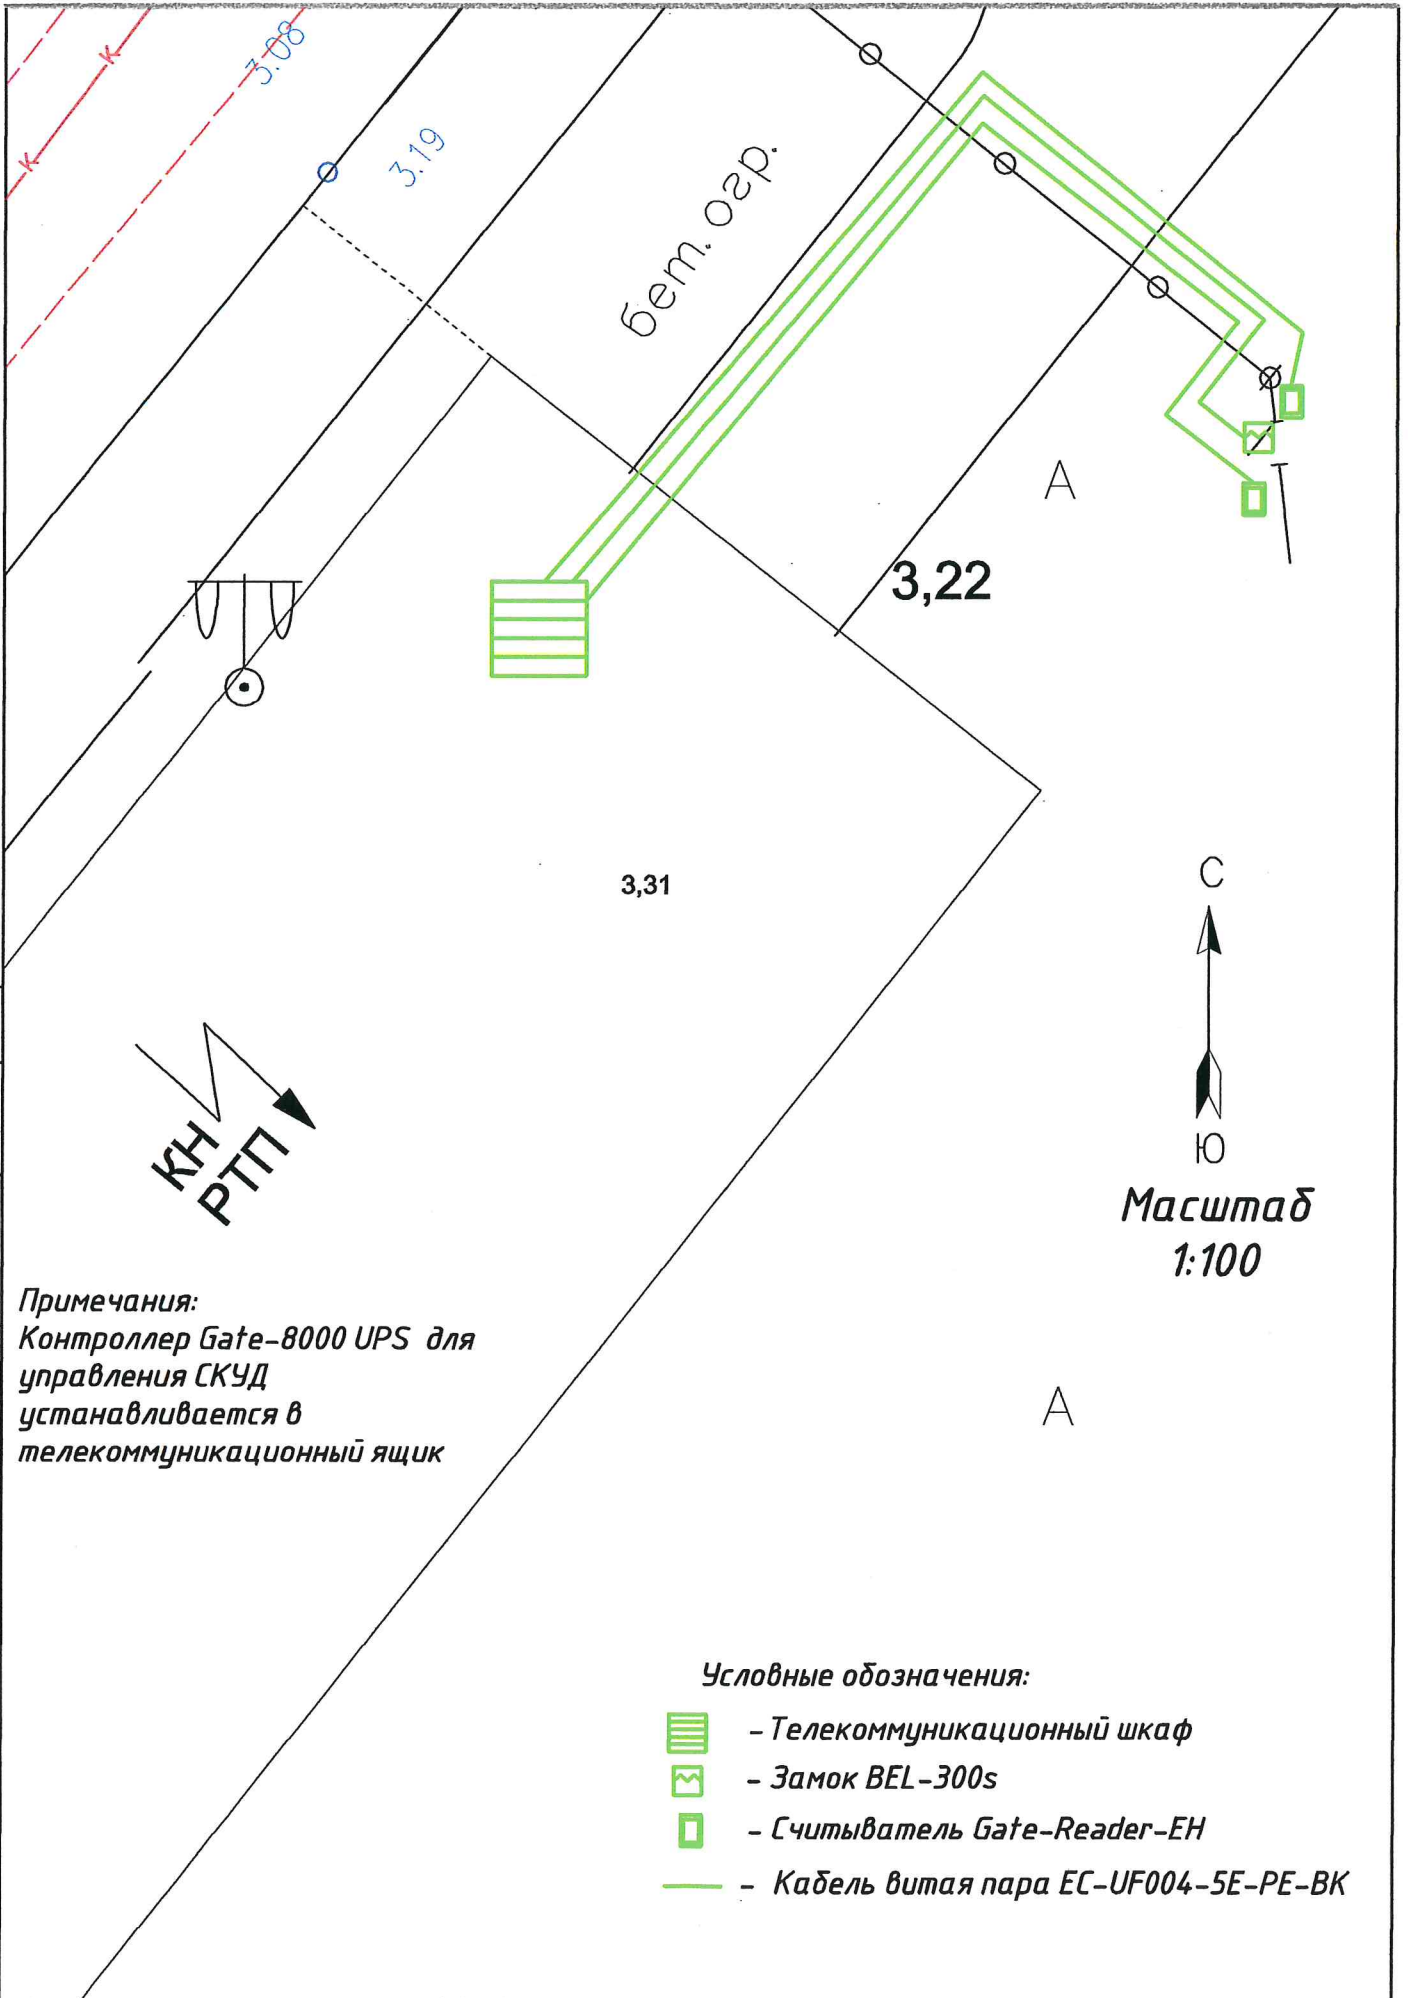 К
К
3.08
3.19
бет. огр.
А
3,22
3,31
С
Ю
Масштаб
1:100
КН
РТП
Примечания:
Контроллер Gate-8000 UPS для
управления СКУД
устанавливается в
телекоммуникационный ящик
А
Условные обозначения:
- Телекоммуникационный шкаф
- Замок BEL-300s
- Считыватель Gate-Reader-EH
- Кабель витая пара EC-UF004-5E-PE-BK